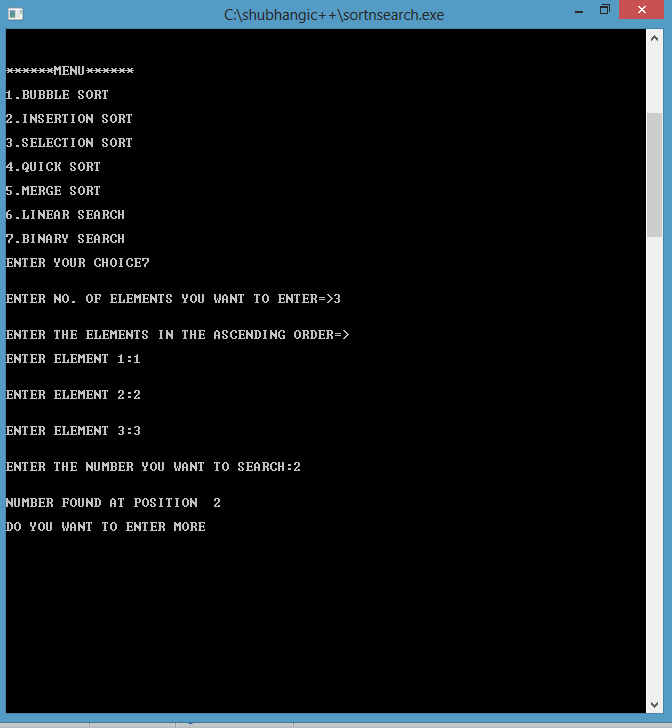 C:\shubhangic++\sortnsearch.exe
******MENU******
1.BUBBLE SORT
2.INSERTION SORT
3.SELECTION SORT
4.QUICK SORT
5.MERGE SORT
6.LINEAR SEARCH
7.BINARY SEARCH
ENTER YOUR CHOICE7
ENTER NO. OF ELEMENTS YOU WANT TO ENTER=>3
ENTER THE ELEMENTS IN THE ASCENDING ORDER=>
ENTER ELEMENT 1:1
ENTER ELEMENT 2:2
ENTER ELEMENT 3:3
ENTER THE NUMBER YOU WANT TO SEARCH:2
NUMBER FOUND AT POSITION  2
DO YOU WANT TO ENTER MORE